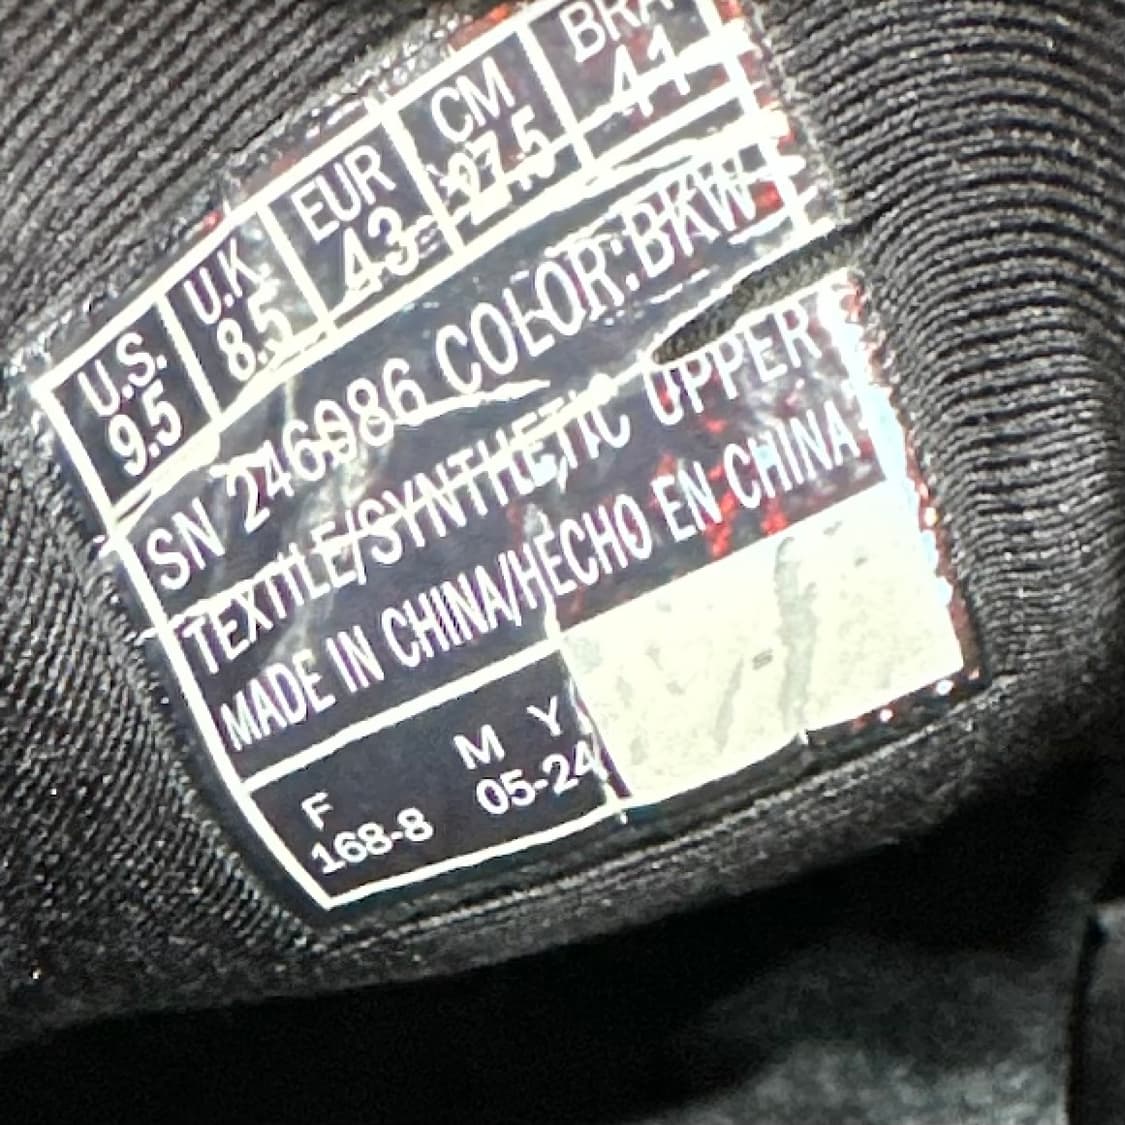 U.S. U.K. EUR CM BRA
9.5 8.5 43 27.5 41
SN 246086 COLOR:BKW
TEXTILE/SYNTHETIC UPPER
MADE IN CHINA/HECHO EN CHINA
F M Y
168-8 05-24